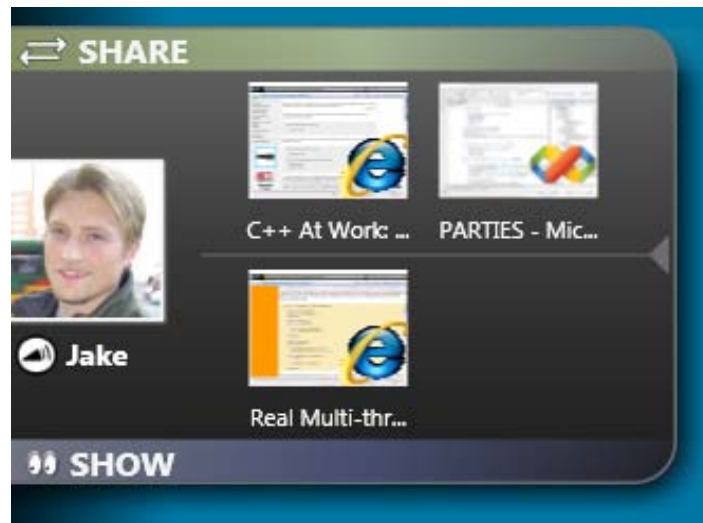 SHARE
C++ At Work: ...
PARTIES - Mic...
Jake
Real Multi-thr...
SHOW